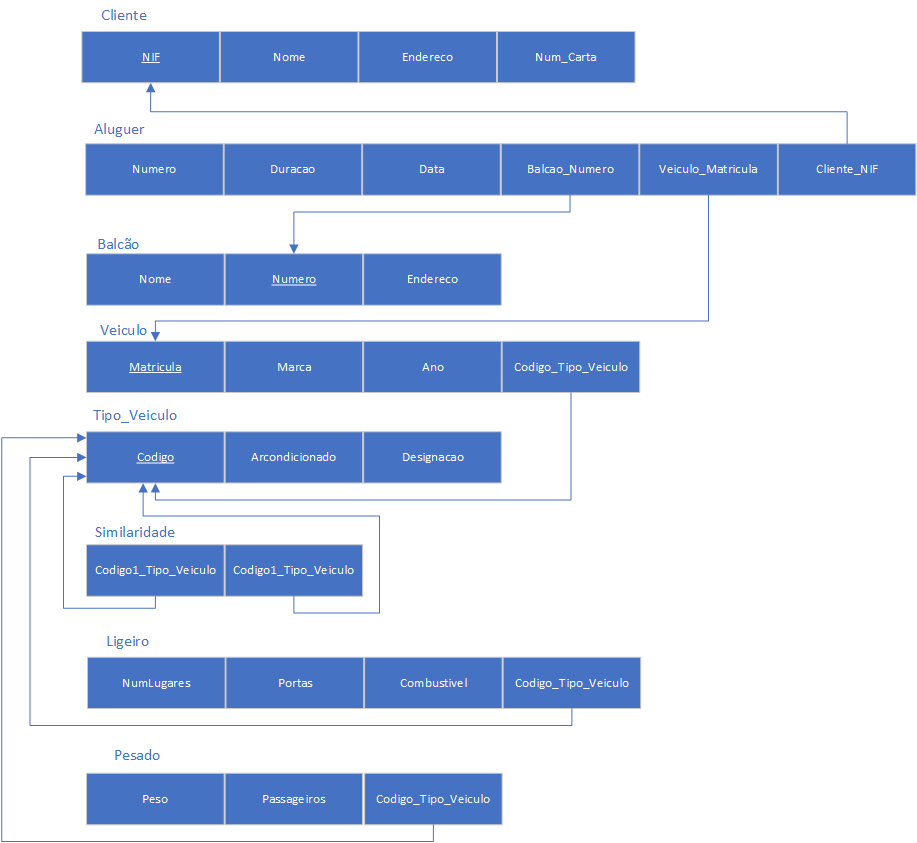 Cliente
NIF Nome Endereco Num_Carta
Aluguer
Numero Duracao Data Balcao_Numero Veiculo_Matricula Cliente_NIF
Balcão
Nome Numero Endereco
Veiculo
Matricula Marca Ano Codigo_Tipo_Veiculo
Tipo_Veiculo
Codigo Arcondicionado Designacao
Similaridade
Codigo1_Tipo_Veiculo Codigo1_Tipo_Veiculo
Ligeiro
NumLugares Portas Combustivel Codigo_Tipo_Veiculo
Pesado
Peso Passageiros Codigo_Tipo_Veiculo